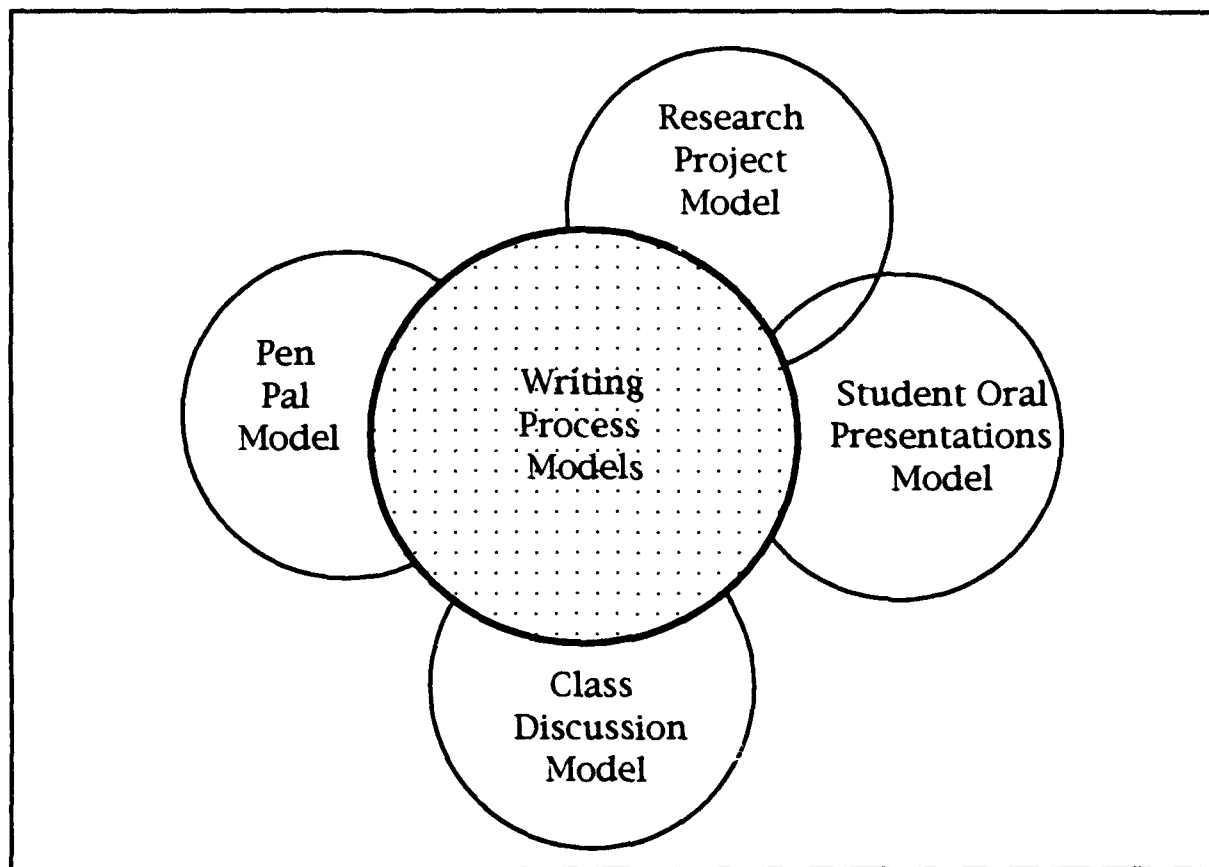 Research
Project
Model
Pen
Pal
Model
Writing
Process
Models
Student Oral
Presentations
Model
Class
Discussion
Model